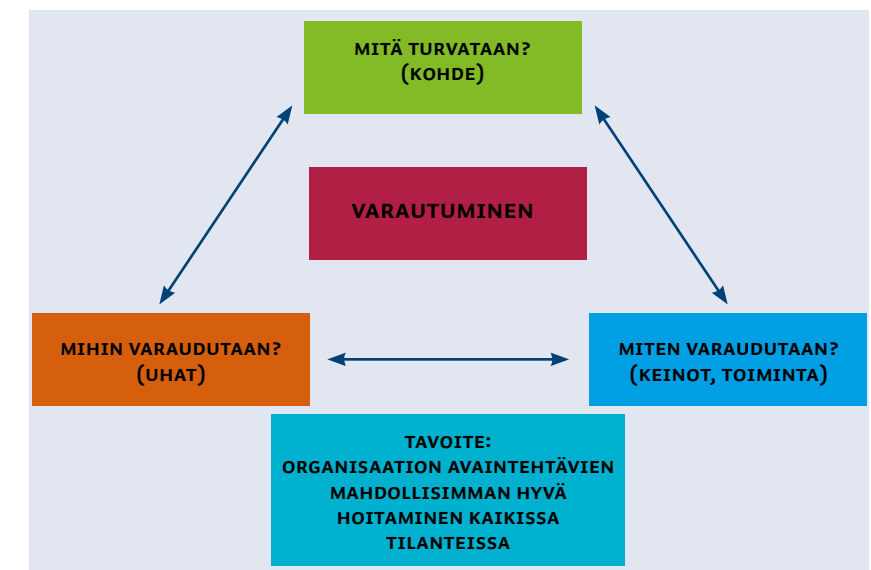 MITÄ TURVATAAN?
(KOHDE)
VARAUTUMINEN
MIHIN VARAUDUTAAN?
(UHAT)
MITEN VARAUDUTAAN?
(KEINOT, TOIMINTA)
TAVOITE:
ORGANISAATION AVAINTEHTÄVIEN
MAHDOLLISIMMAN HYVÄ
HOITAMINEN KAIKISSA
TILANTEISSA